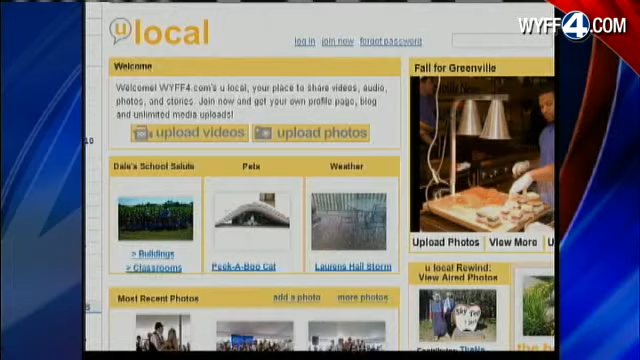 WYFF4.COM
u local
log in join now forgot password
Welcome
Welcome! WYFF4.com's u local, your place to share videos, audio,
photos, and stories. Join now and get your own profile page, blog
and unlimited media uploads!
upload videos upload photos
Fall for Greenville
Dale's School Salute Pets Weather
> Buildings
> Classrooms
Peek-A-Boo Cat
Laurens Hail Storm
Upload Photos View More U
u local Rewind:
View Aired Photos
Most Recent Photos add a photo more photos